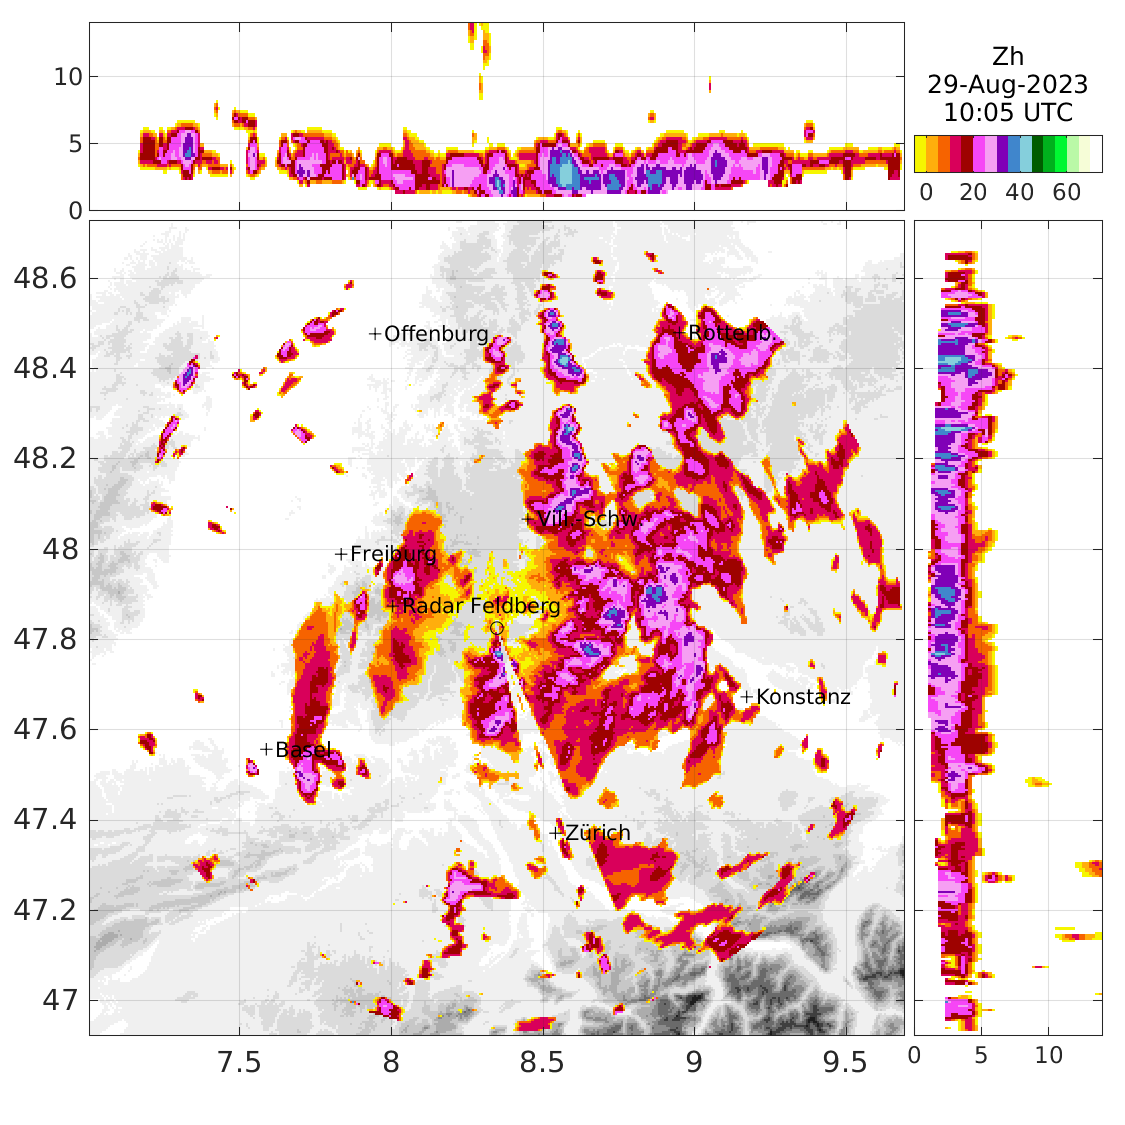 Zh
29-Aug-2023
10:05 UTC
0 20 40 60
10
5
0
48.6
48.4
48.2
48
47.8
47.6
47.4
47.2
47
+Offenburg
+Rottenb.
+Vill.-Schw.
+Freiburg
+Radar Feldberg
+Konstanz
+Basel
+Zürich
7.5 8 8.5 9 9.5
0 5 10